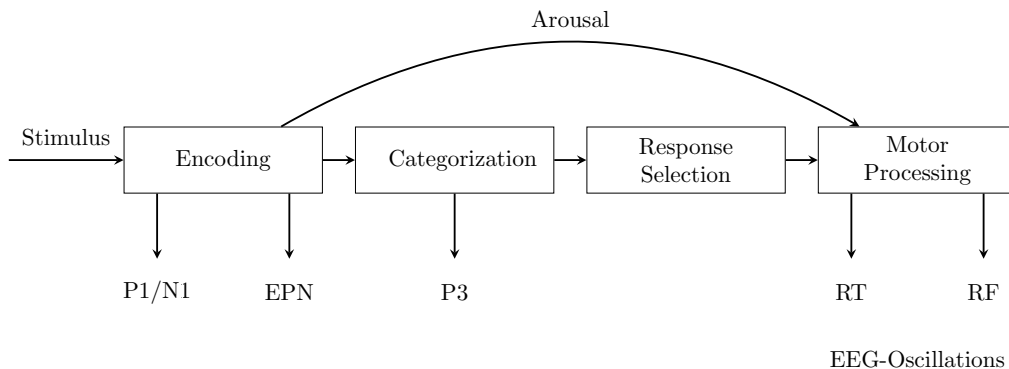 Arousal
Stimulus
Encoding
Categorization
Response
Selection
Motor
Processing
P1/N1
EPN
P3
RT
RF
EEG-Oscillations